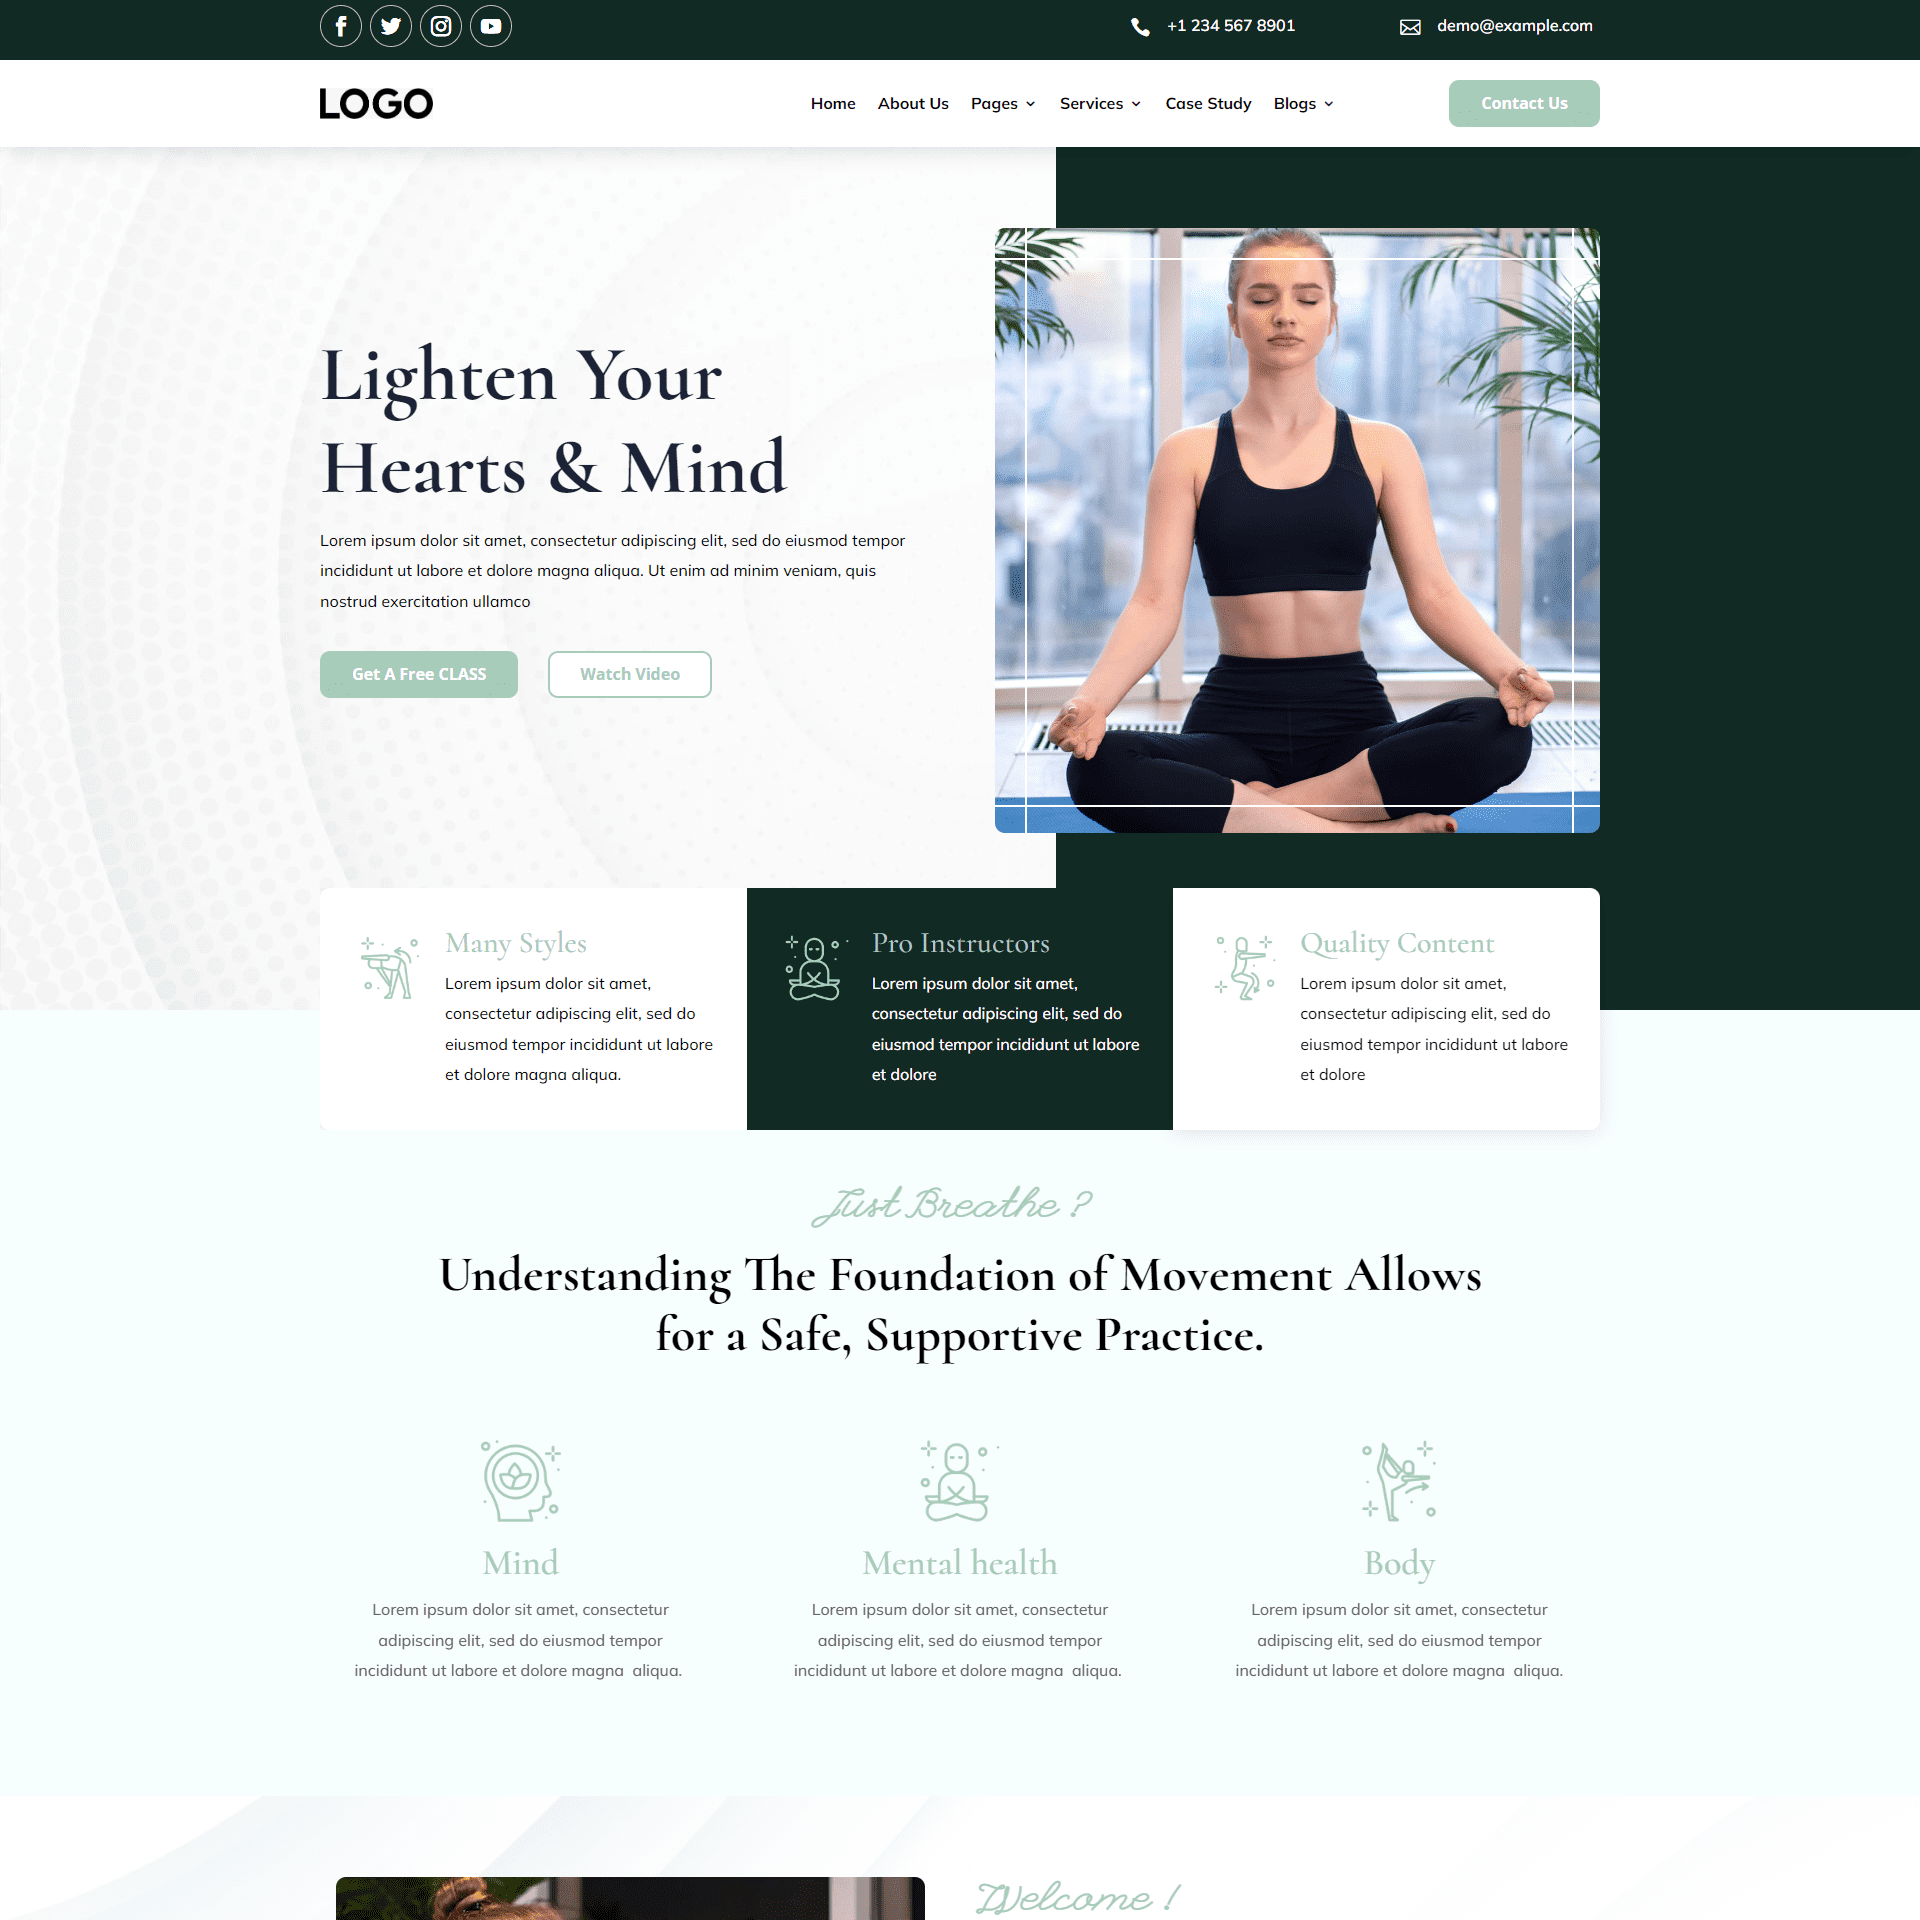 +1 234 567 8901
demo@example.com
LOGO
Home About Us Pages Services Case Study Blogs
Contact Us
Lighten Your
Hearts & Mind
Lorem ipsum dolor sit amet, consectetur adipiscing elit, sed do eiusmod tempor
incididunt ut labore et dolore magna aliqua. Ut enim ad minim veniam, quis
nostrud exercitation ullamco
Get A Free CLASS
Watch Video
Many Styles
Lorem ipsum dolor sit amet,
consectetur adipiscing elit, sed do
eiusmod tempor incididunt ut labore
et dolore magna aliqua.
Pro Instructors
Lorem ipsum dolor sit amet,
consectetur adipiscing elit, sed do
eiusmod tempor incididunt ut labore
et dolore
Quality Content
Lorem ipsum dolor sit amet,
consectetur adipiscing elit, sed do
eiusmod tempor incididunt ut labore
et dolore
Just Breathe ?
Understanding The Foundation of Movement Allows
for a Safe, Supportive Practice.
Mind
Lorem ipsum dolor sit amet, consectetur
adipiscing elit, sed do eiusmod tempor
incididunt ut labore et dolore magna  aliqua.
Mental health
Lorem ipsum dolor sit amet, consectetur
adipiscing elit, sed do eiusmod tempor
incididunt ut labore et dolore magna  aliqua.
Body
Lorem ipsum dolor sit amet, consectetur
adipiscing elit, sed do eiusmod tempor
incididunt ut labore et dolore magna  aliqua.
Welcome !